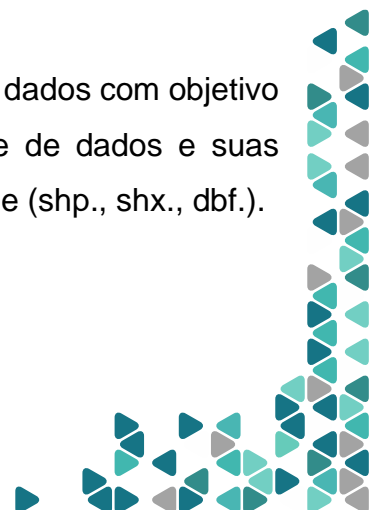 dados com objetivo
e de dados e suas
e (shp., shx., dbf.).